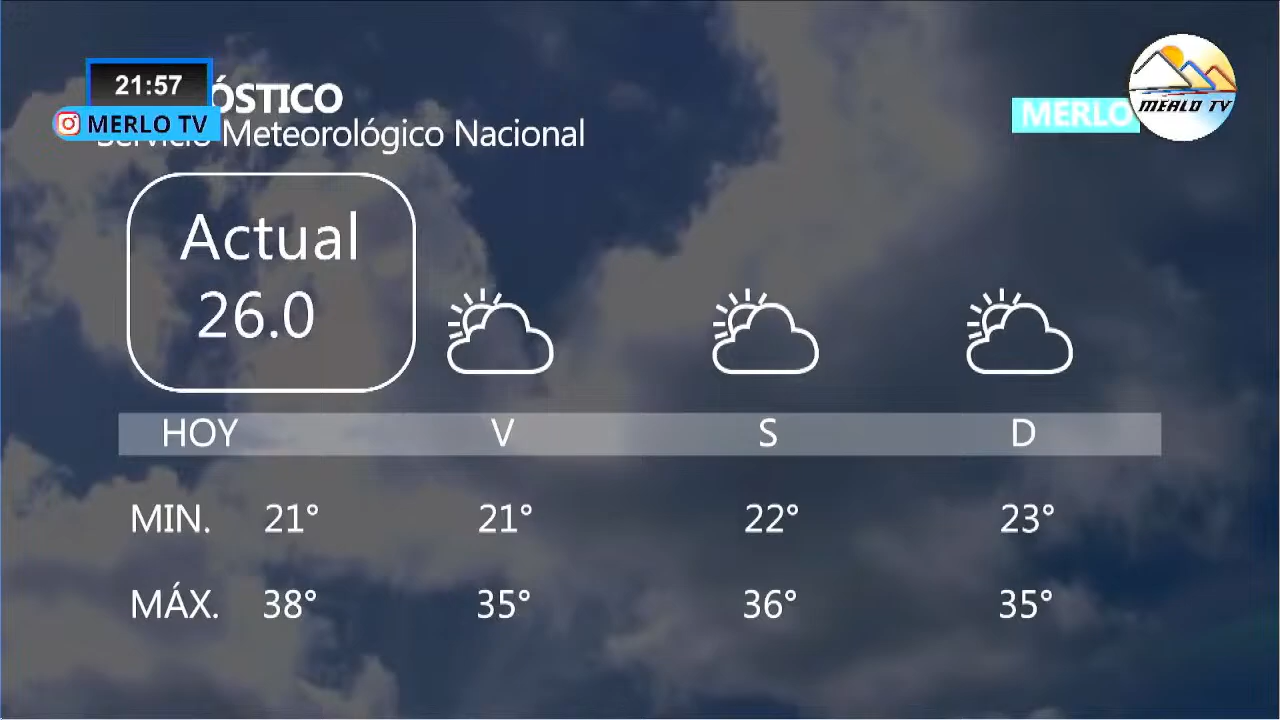 21:57
ÓSTICO
MERLO TV
Meteorológico Nacional
MERLO
MERLO TV
Actual
26.0
HOY V S D
MIN. 21° 21° 22° 23°
MÁX. 38° 35° 36° 35°